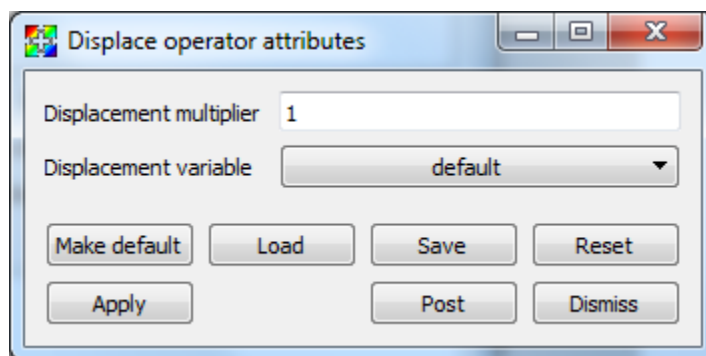 Displace operator attributes
Displacement multiplier 1
Displacement variable default
Make default Load Save Reset
Apply Post Dismiss